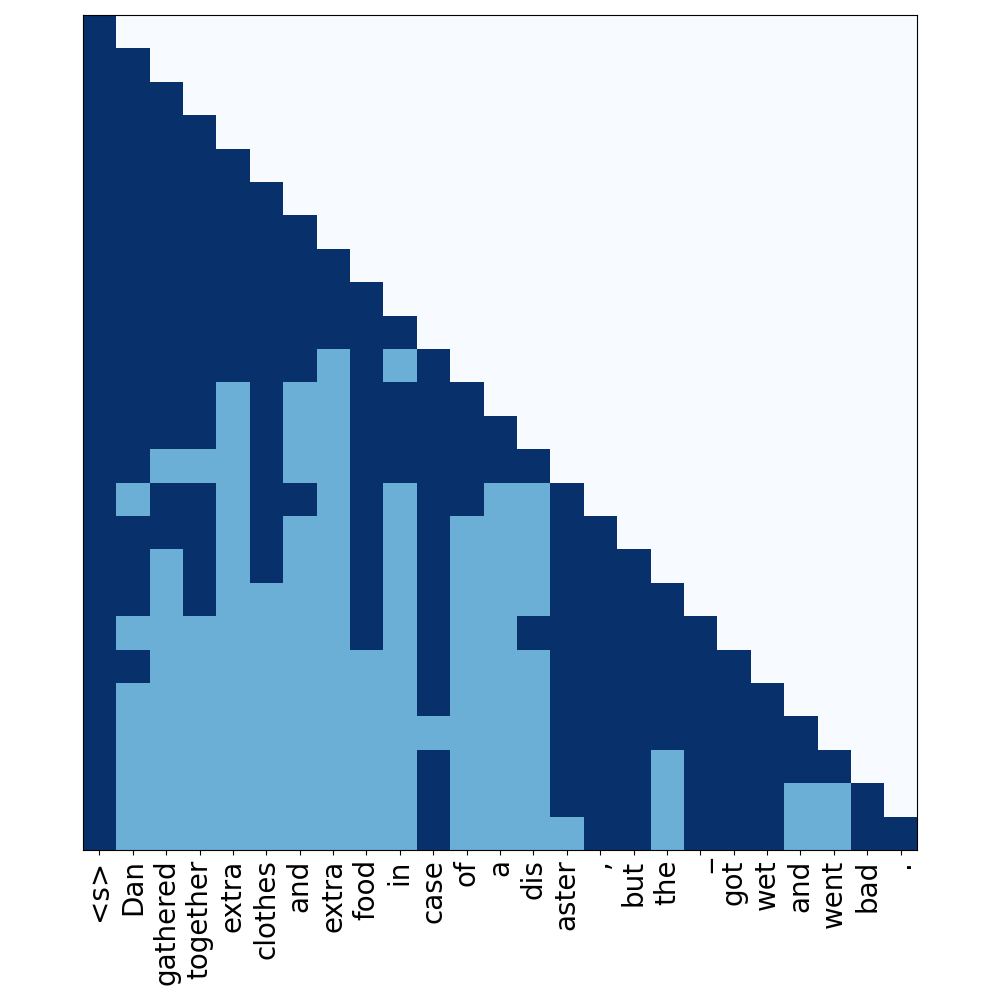 <s>
Dan
gathered
together
extra
clothes
and
extra
food
in
case
of
a
dis
aster
,
but
the
_
got
wet
and
went
bad
.